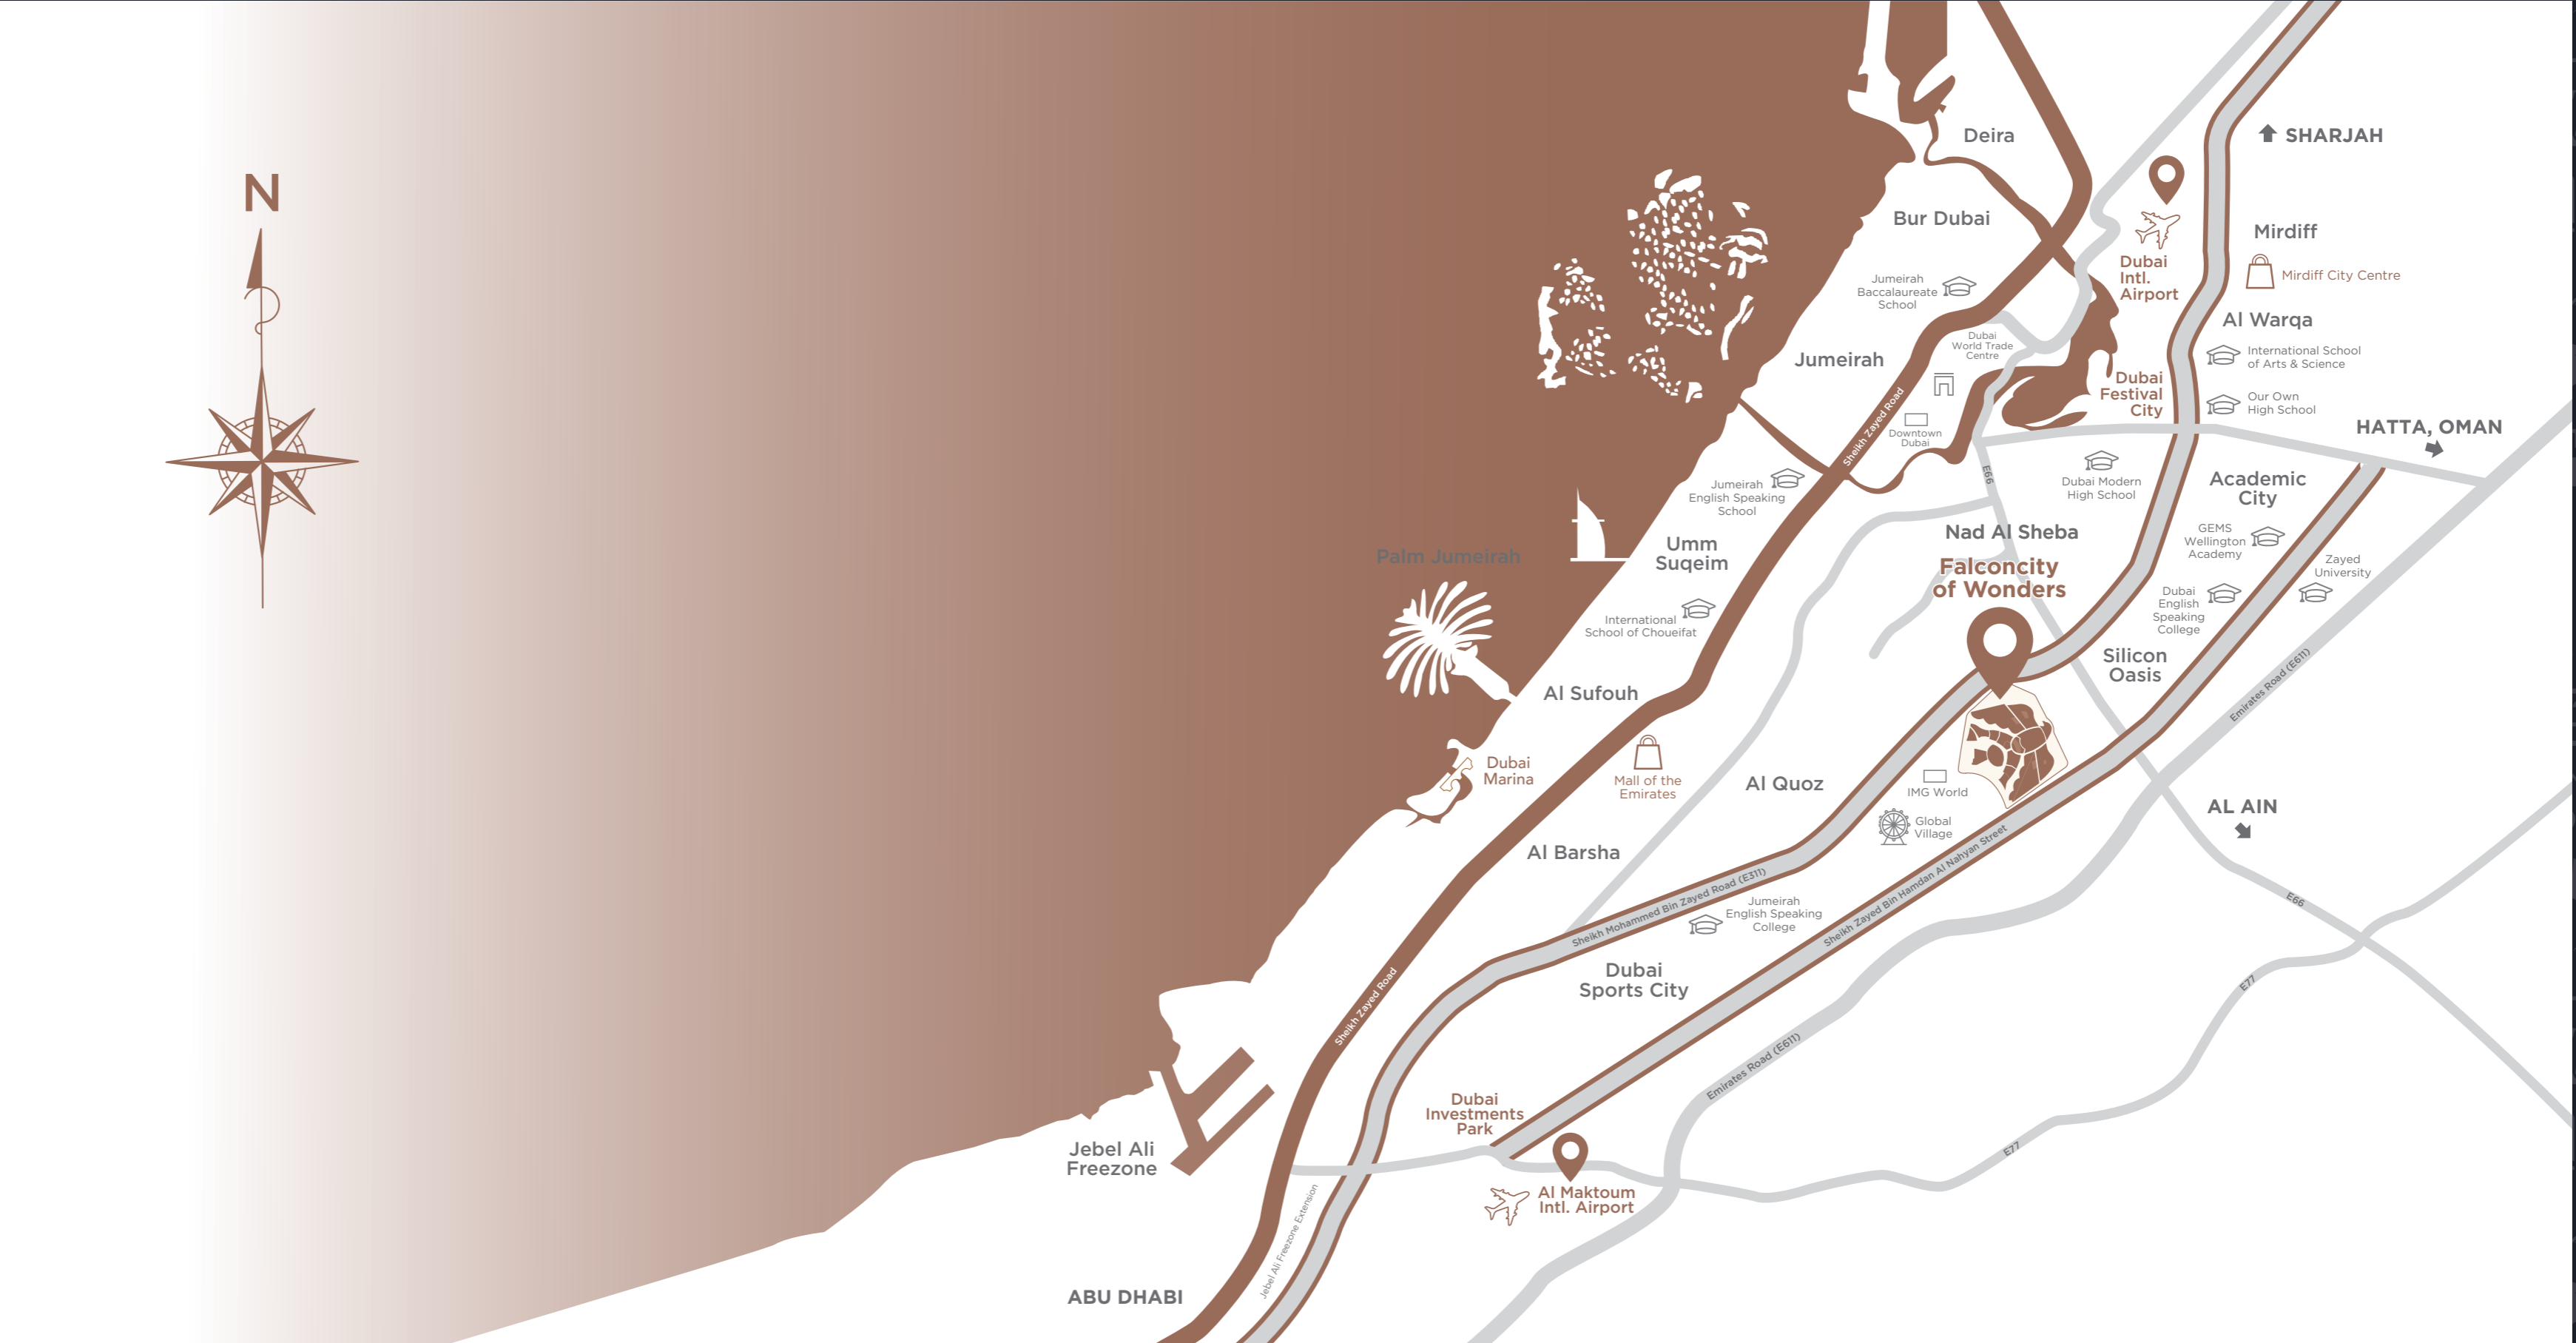 N
Deira
SHARJAH
Bur Dubai
Mirdiff
Dubai
Intl.
Airport
Mirdiff City Centre
Jumeirah
Baccalaureate
School
Al Warqa
Dubai
World Trade
Centre
International School
of Arts & Science
Jumeirah
Dubai
Festival
City
Our Own
High School
Sheikh Zayed Road
Downtown
Dubai
HATTA, OMAN
E66
Dubai Modern
High School
Academic
City
Jumeirah
English Speaking
School
Nad Al Sheba
GEMS
Wellington
Academy
Umm
Suqeim
Palm Jumeirah
Falconcity
of Wonders
Zayed
University
Dubai
English
Speaking
College
International
School of Choueifat
Silicon
Oasis
Emirates Road (E611)
Al Sufouh
Dubai
Marina
Mall of the
Emirates
Al Quoz
IMG World
Global
Village
AL AIN
Al Barsha
Sheikh Mohammed Bin Zayed Road (E311)
Sheikh Zayed Bin Hamdan Al Nahyan Street
Jumeirah
English Speaking
College
E66
Dubai
Sports City
E77
Sheikh Zayed Road
Emirates Road (E611)
Dubai
Investments
Park
Jebel Ali
Freezone
E77
Al Maktoum
Intl. Airport
Jebel Ali Freezone Extension
ABU DHABI